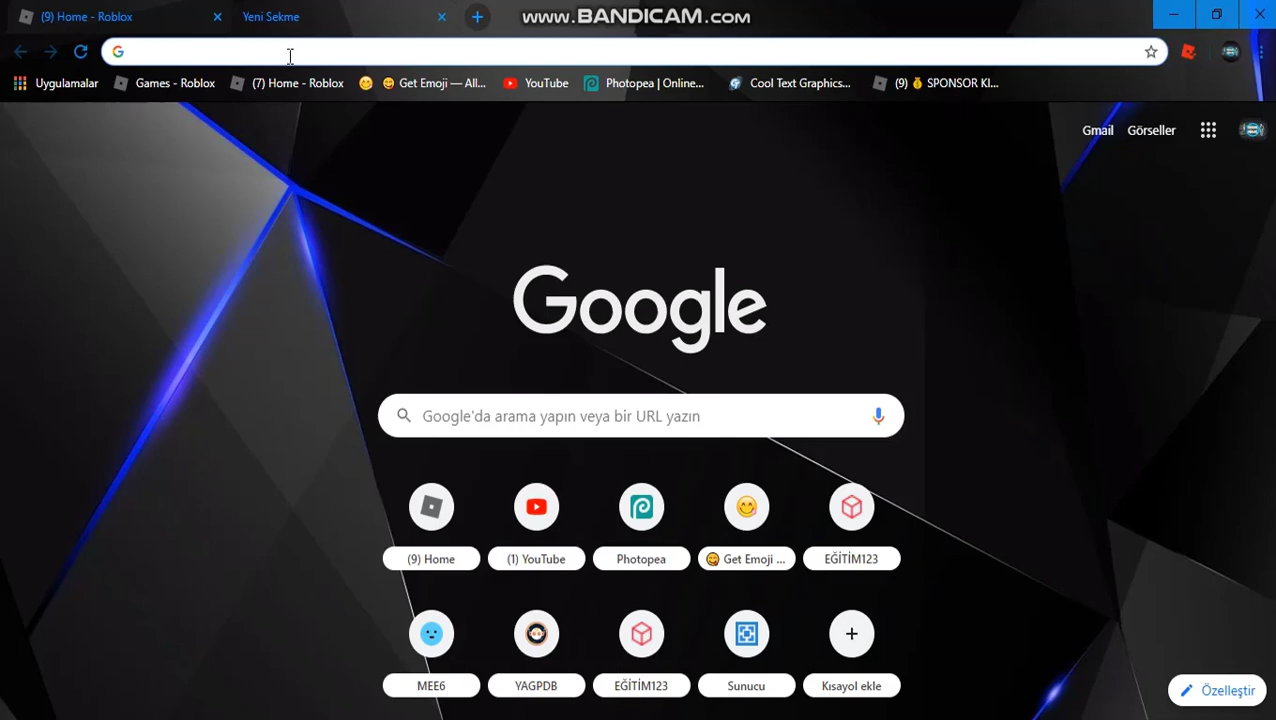 (9) Home - Roblox
Yeni Sekme
www.BANDICAM.com
Uygulamalar
Games - Roblox
(7) Home - Roblox
😋 Get Emoji — All...
YouTube
Photopea | Online...
Cool Text Graphics...
(9) 💰 SPONSOR KI...
Gmail
Görseller
Google
Google'da arama yapın veya bir URL yazın
(9) Home
(1) YouTube
Photopea
😋 Get Emoji ...
EĞİTİM123
MEE6
YAGPDB
EĞİTİM123
Sunucu
Kısayol ekle
Özelleştir